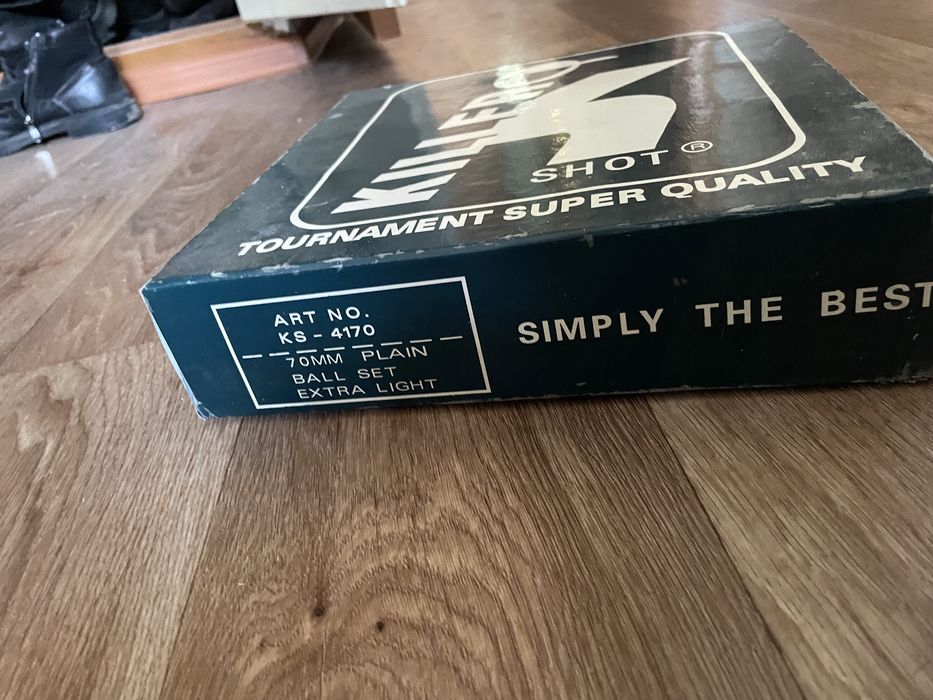 KILLER
SHOT ®
TOURNAMENT SUPER QUALITY
ART NO.
KS - 4170
70MM PLAIN
BALL SET
EXTRA LIGHT
SIMPLY THE BEST